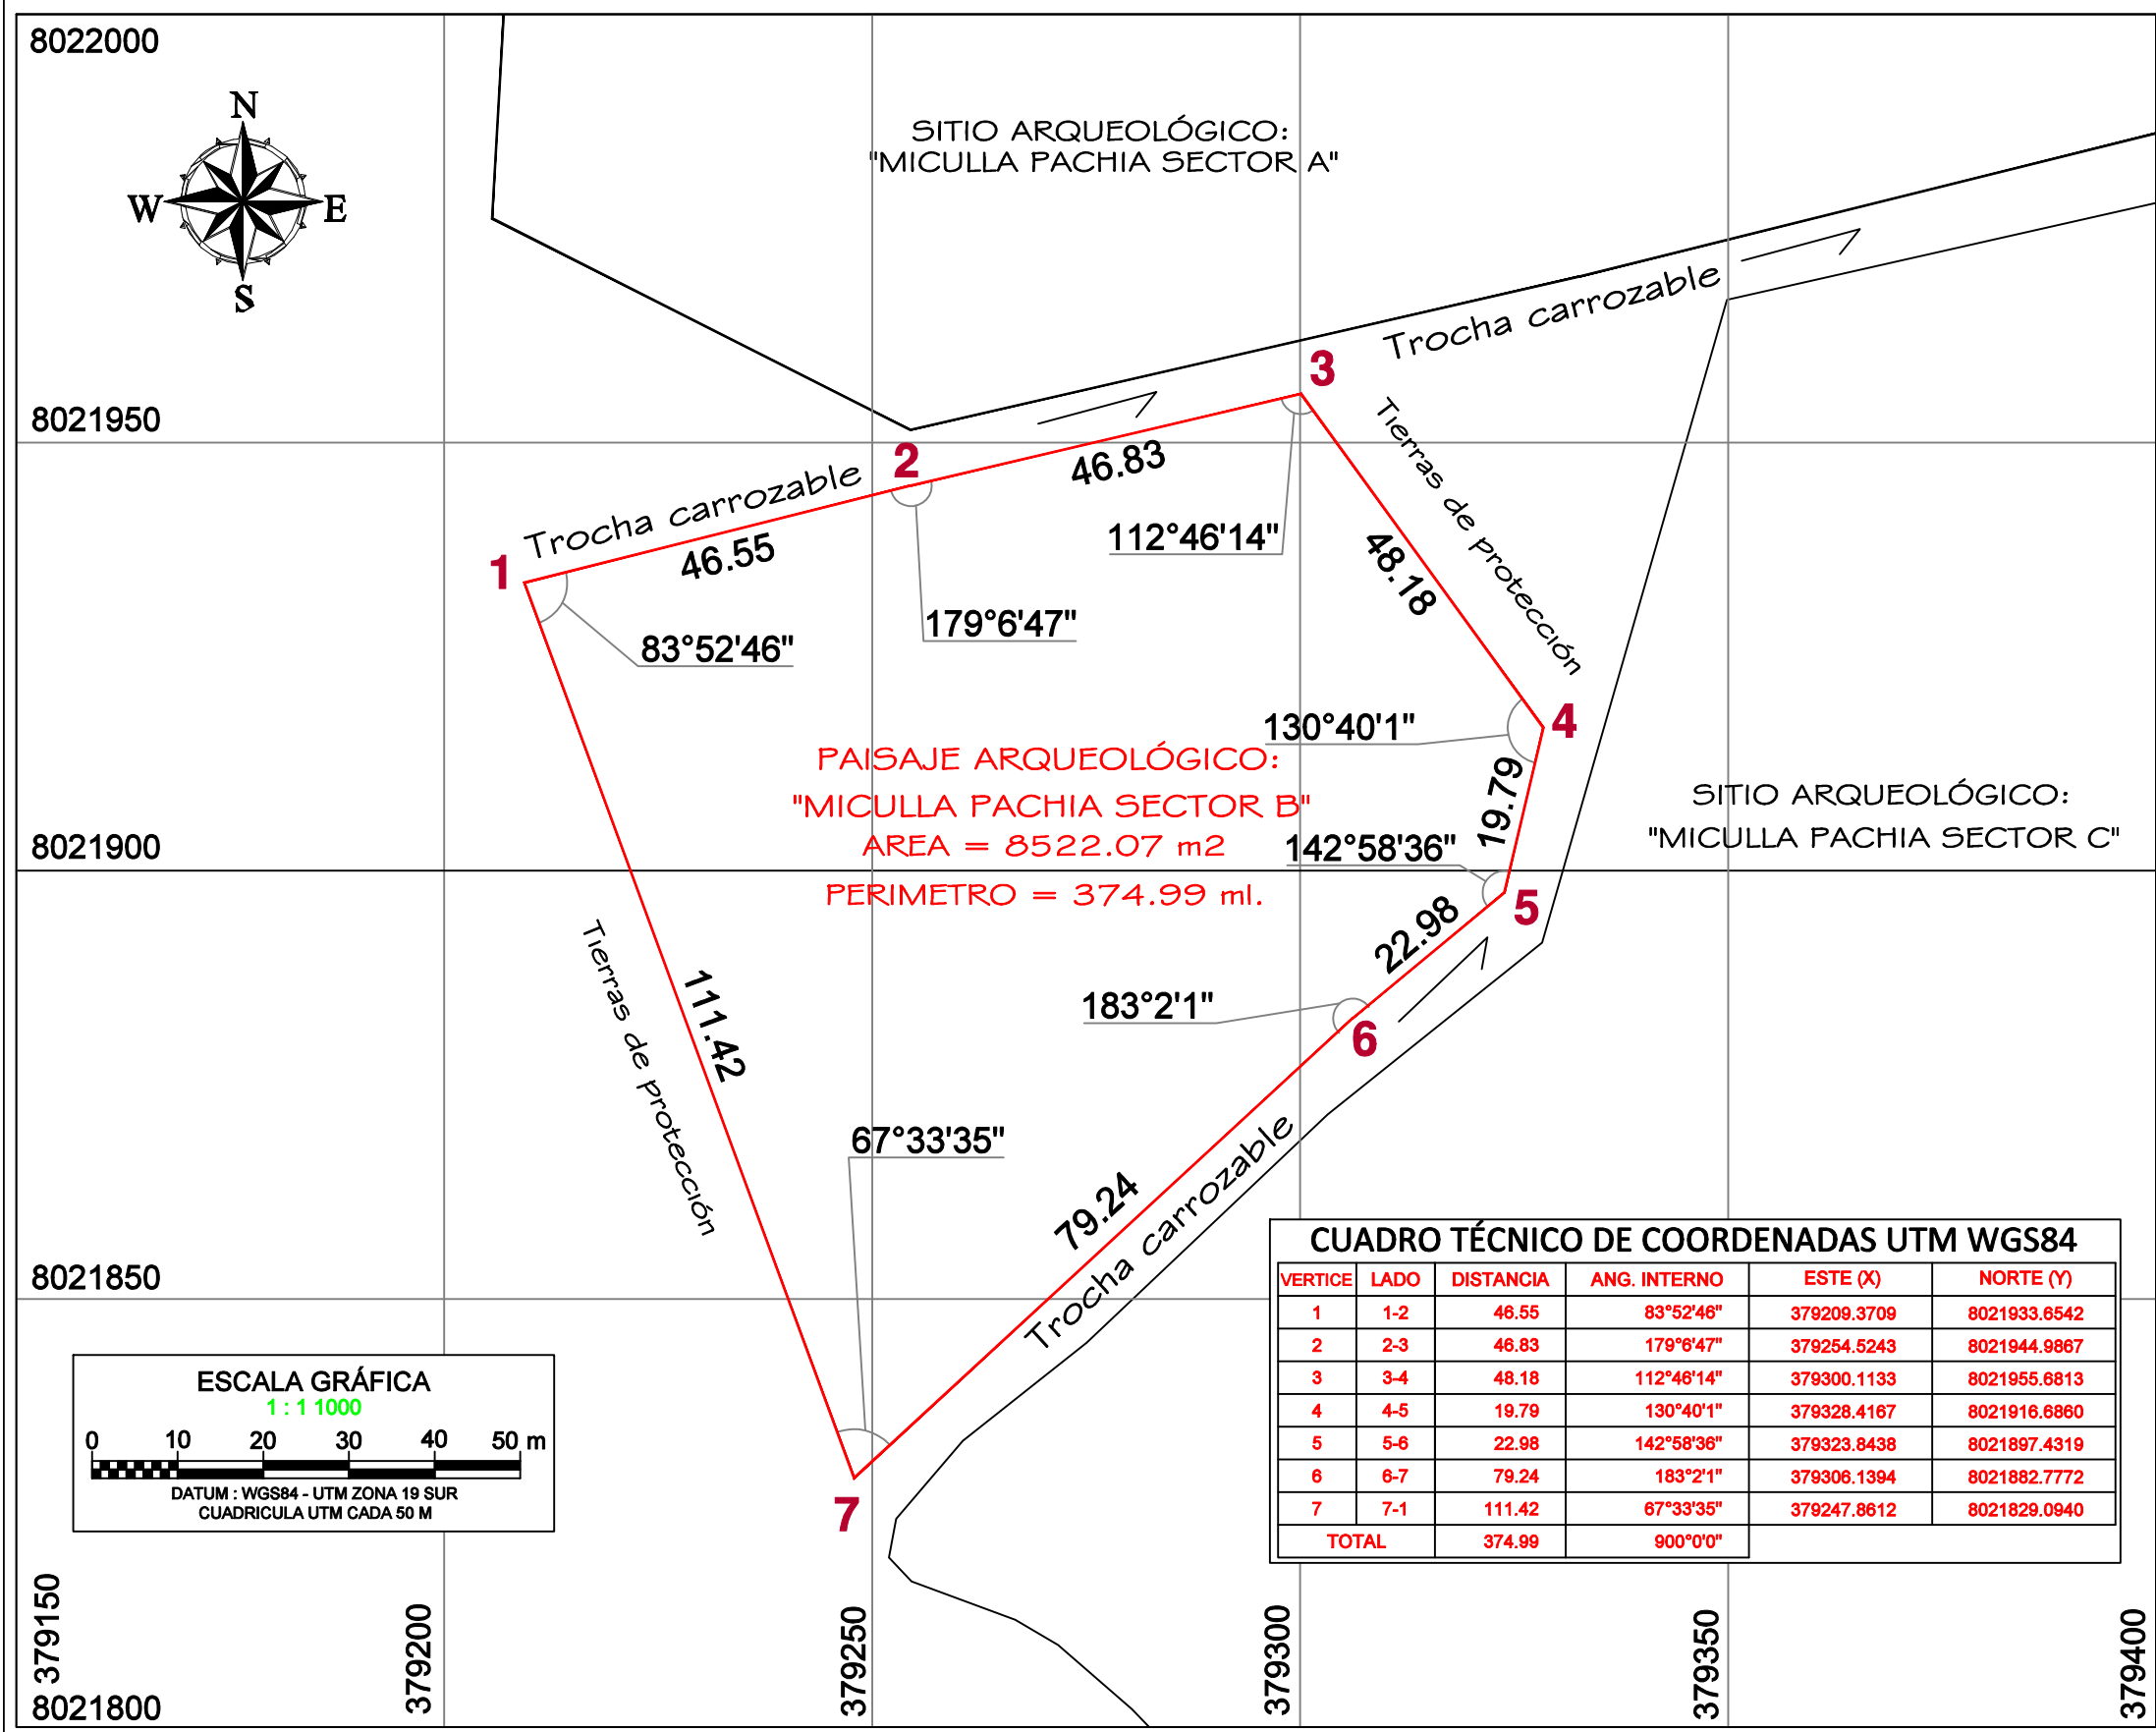 8022000
N
W
E
S
SITIO ARQUEOLÓGICO:
"MICULLA PACHIA SECTOR A"
Trocha carrozable
3
8021950
2
46.83
Tierras de protección
Trocha carrozable
46.55
1
112°46'14"
48.18
179°6'47"
83°52'46"
130°40'1"
4
PAISAJE ARQUEOLÓGICO:
"MICULLA PACHIA SECTOR B"
AREA = 8522.07 m2
PERIMETRO = 374.99 ml.
19.79
SITIO ARQUEOLÓGICO:
"MICULLA PACHIA SECTOR C"
8021900
142°58'36"
5
22.98
Tierras de protección
111.42
183°2'1"
6
67°33'35"
79.24
Trocha carrozable
8021850
7
CUADRO TÉCNICO DE COORDENADAS UTM WGS84
VERTICE LADO DISTANCIA ANG. INTERNO ESTE (X) NORTE (Y)
1 1-2 46.55 83°52'46" 379209.3709 8021933.6542
2 2-3 46.83 179°6'47" 379254.5243 8021944.9867
3 3-4 48.18 112°46'14" 379300.1133 8021955.6813
4 4-5 19.79 130°40'1" 379328.4167 8021916.6860
5 5-6 22.98 142°58'36" 379323.8438 8021897.4319
6 6-7 79.24 183°2'1" 379306.1394 8021882.7772
7 7-1 111.42 67°33'35" 379247.8612 8021829.0940
TOTAL 374.99 900°0'0"
ESCALA GRÁFICA
1 : 1 1000
0 10 20 30 40 50 m
DATUM : WGS84 - UTM ZONA 19 SUR
CUADRICULA UTM CADA 50 M
379150
379200
379250
379300
379350
379400
8021800